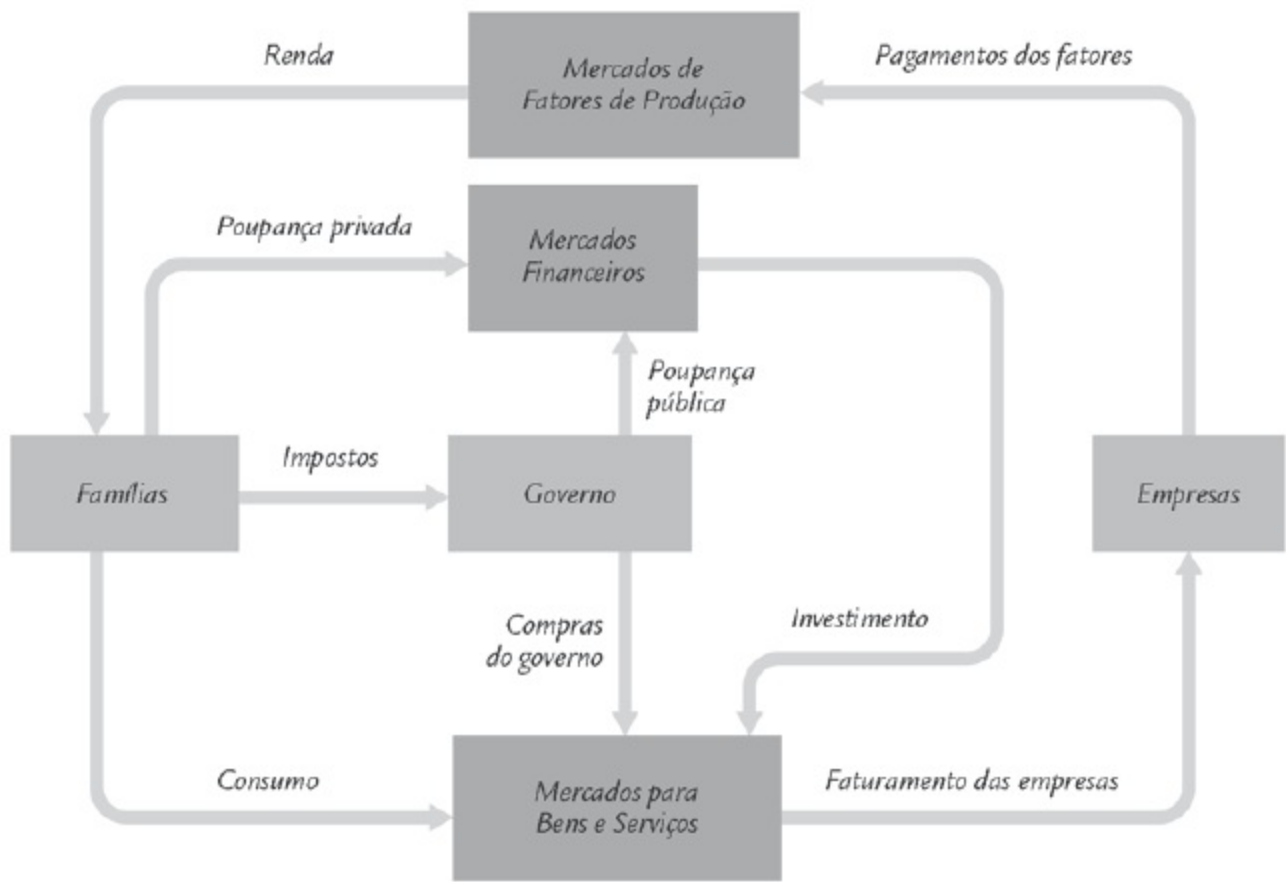 Renda
Mercados de
Fatores de Produção
Pagamentos dos fatores
Poupança privada
Mercados
Financeiros
Poupança
pública
Famílias
Impostos
Governo
Empresas
Compras
do governo
Investimento
Consumo
Mercados para
Bens e Serviços
Faturamento das empresas